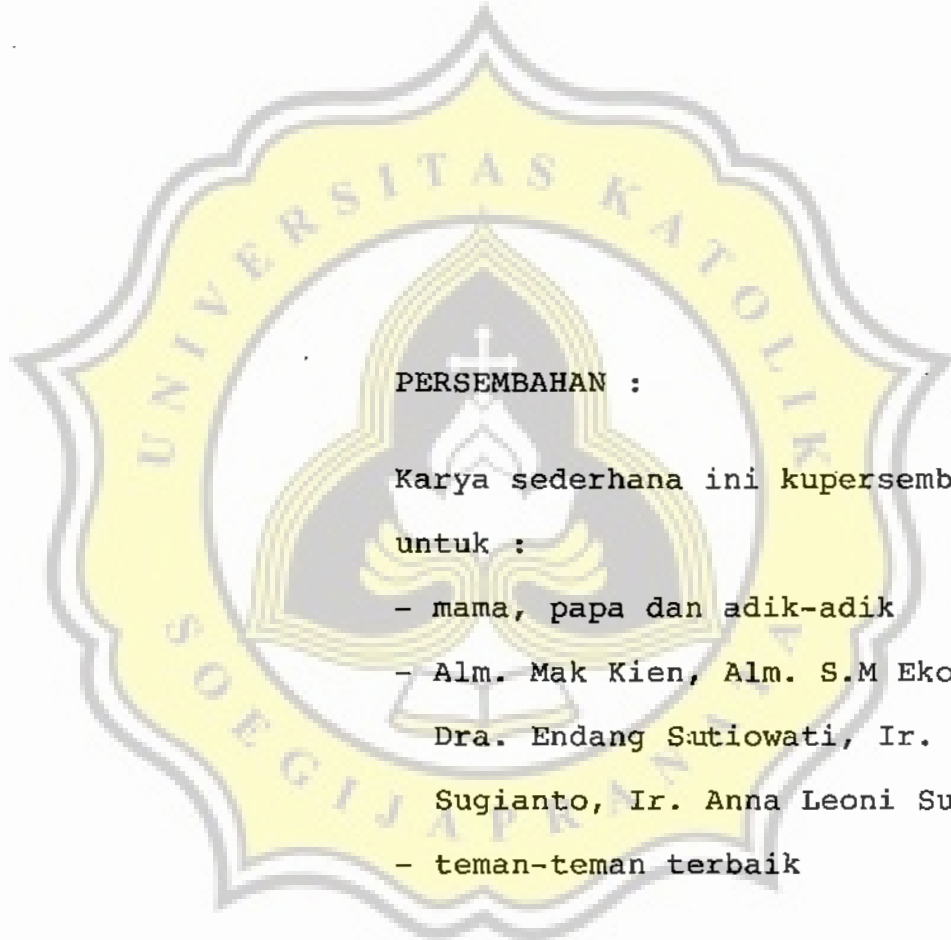 UNIVERSITAS KATOLIK
SOEGIJAPRANATA
PERSEMBAHAN :
Karya sederhana ini kupersemb
untuk :
- mama, papa dan adik-adik
- Alm. Mak Kien, Alm. S.M Eko
Dra. Endang Sutiowati, Ir.
Sugianto, Ir. Anna Leoni Su
- teman-teman terbaik